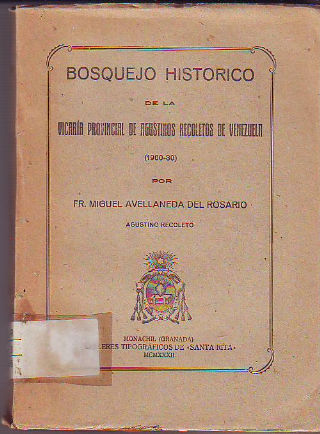 BOSQUEJO HISTORICO
DE LA
VICARÍA PROVINCIAL DE AGUSTINOS RECOLETOS DE VENEZUELA
(1900-30)
POR
FR. MIGUEL AVELLANEDA DEL ROSARIO
AGUSTINO RECOLETO
MONACHIL (GRANADA)
TIPOGRÁFICOS DE «SANTA RITA»
MCMXXXII